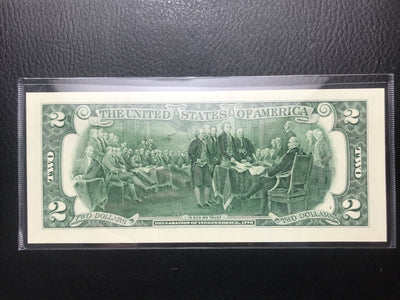 THE UNITED STATES OF AMERICA
2 2
TWO TWO
2 2
TWO DOLLARS TWO DOLLARS
DECLARATION OF INDEPENDENCE, 1776